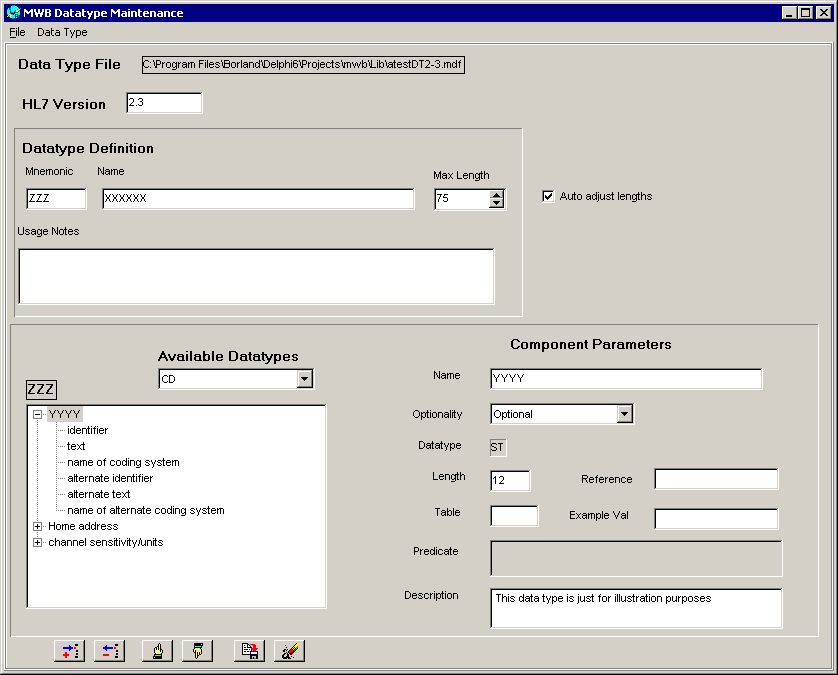 MWB Datatype Maintenance
File Data Type
Data Type File C:\Program Files\Borland\Delphi6\Projects\mwb\Lib\atestDT2-3.mdf
HL7 Version 2.3
Datatype Definition
Mnemonic Name Max Length
ZZZ XXXXXX 75 Auto adjust lengths
Usage Notes
Component Parameters
Available Datatypes
CD
Name YYYY
ZZZ
Optionality Optional
YYYY
identifier
text
name of coding system
alternate identifier
alternate text
name of alternate coding system
Home address
channel sensitivity/units
Datatype ST
Length 12 Reference
Table Example Val
Predicate
Description This data type is just for illustration purposes